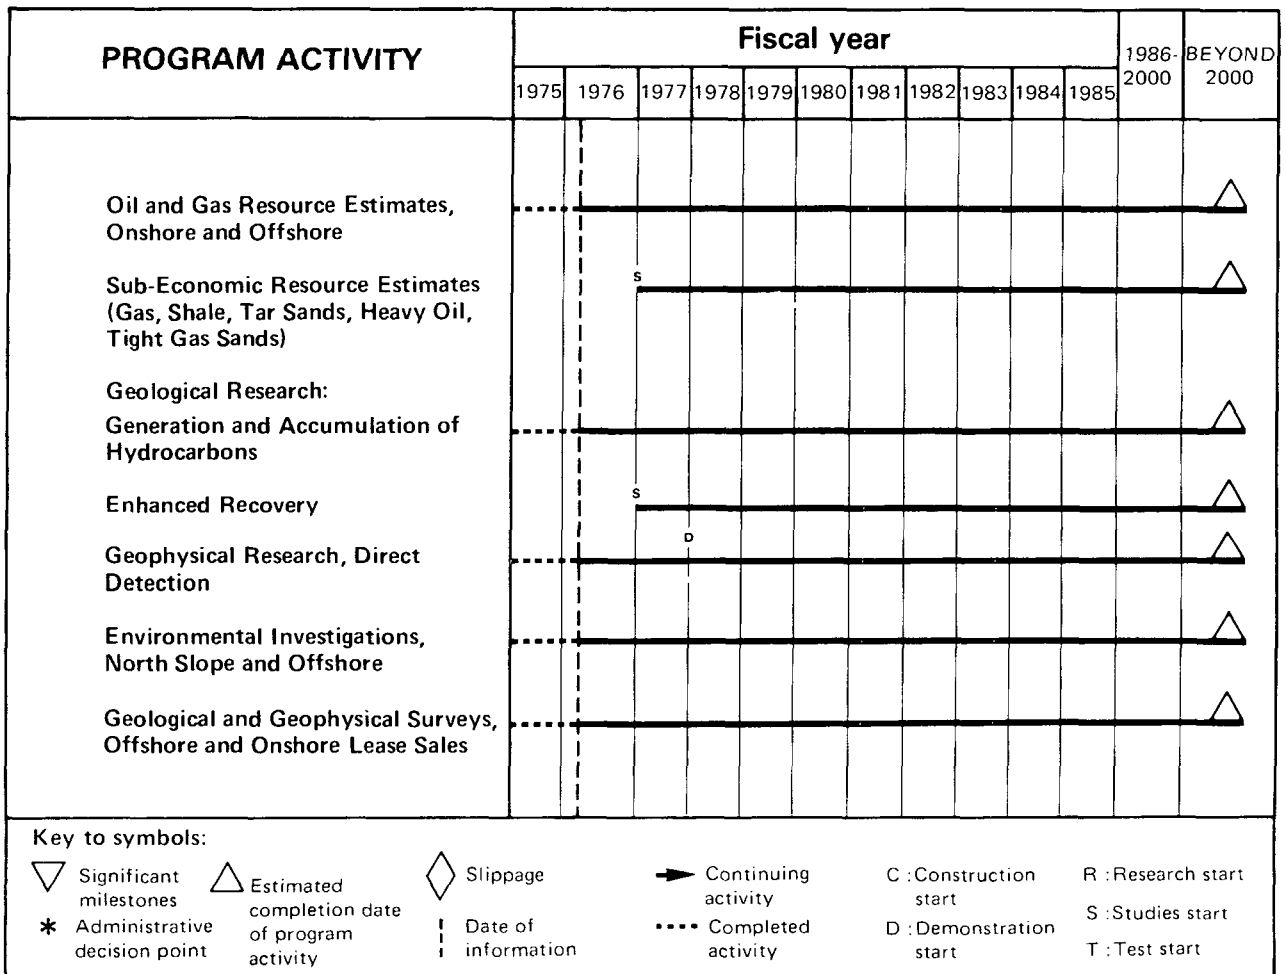 PROGRAM ACTIVITY
Fiscal year
1986-
2000
BEYOND
2000
1975 1976 1977 1978 1979 1980 1981 1982 1983 1984 1985
Oil and Gas Resource Estimates,
Onshore and Offshore
S
Sub-Economic Resource Estimates
(Gas, Shale, Tar Sands, Heavy Oil,
Tight Gas Sands)
Geological Research:
Generation and Accumulation of
Hydrocarbons
S
Enhanced Recovery
D
Geophysical Research, Direct
Detection
Environmental Investigations,
North Slope and Offshore
Geological and Geophysical Surveys,
Offshore and Onshore Lease Sales
Key to symbols:
Significant
milestones
* Administrative
decision point
Estimated
completion date
of program
activity
Slippage
Date of
information
Continuing
activity
Completed
activity
C : Construction
start
D : Demonstration
start
R : Research start
S : Studies start
T : Test start